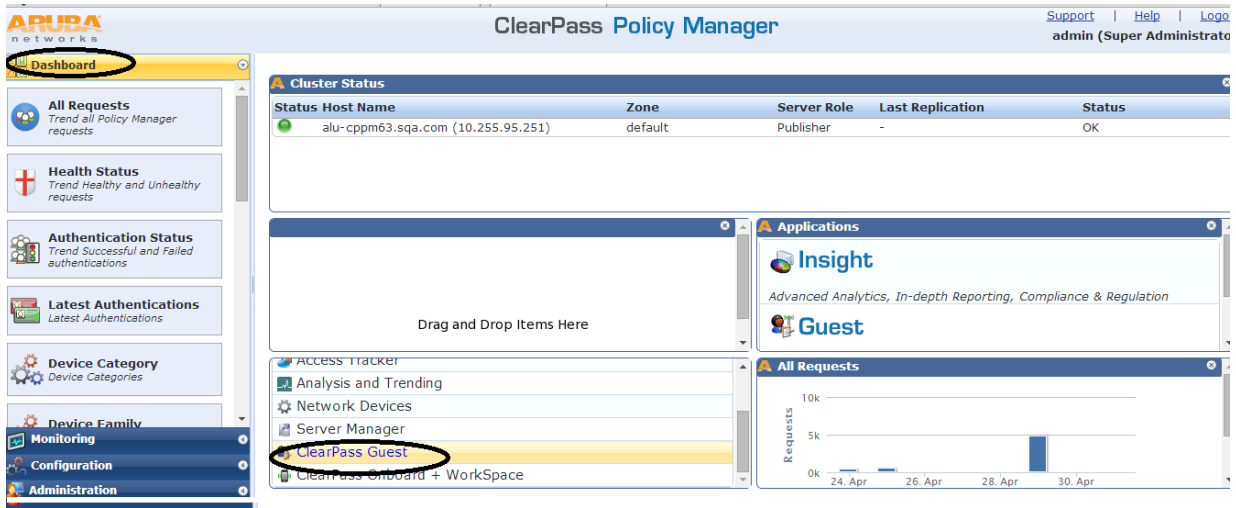 ARUBA
networks
ClearPass Policy Manager
Support | Help | Logo
admin (Super Administrato
Dashboard
All Requests
Trend all Policy Manager
requests
Health Status
Trend Healthy and Unhealthy
requests
Authentication Status
Trend Successful and Failed
authentications
Latest Authentications
Latest Authentications
Device Category
Device Categories
Device Family
Monitoring
Configuration
Administration
Cluster Status
Status Host Name Zone Server Role Last Replication Status
alu-cppm63.sqa.com (10.255.95.251) default Publisher - OK
Drag and Drop Items Here
Applications
Insight
Advanced Analytics, In-depth Reporting, Compliance & Regulation
Guest
Access Tracker
Analysis and Trending
Network Devices
Server Manager
ClearPass Guest
ClearPass Onboard + WorkSpace
All Requests
Requests
10k
5k
0k
24. Apr 26. Apr 28. Apr 30. Apr